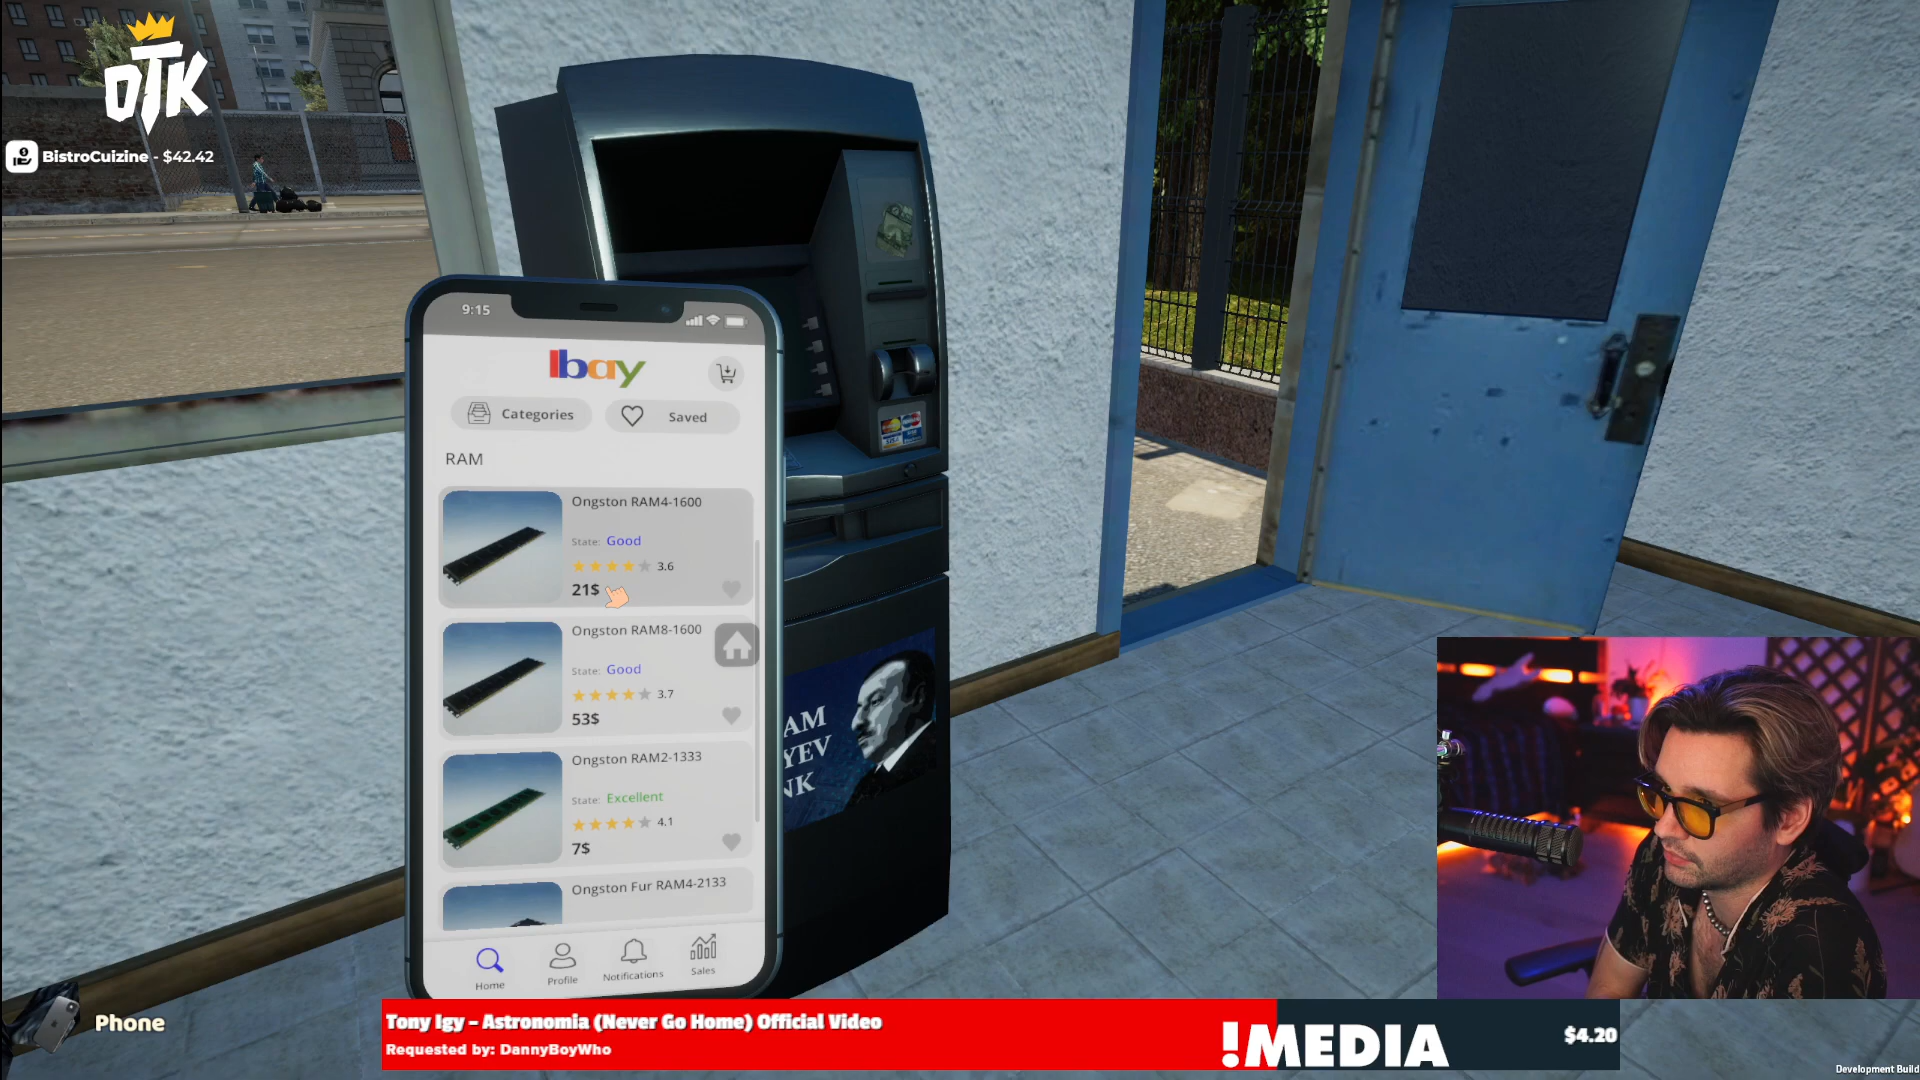 OTK
BistroCuizine - $42.42
9:15
Ibay
Categories
Saved
RAM
Ongston RAM4-1600
State: Good
3.6
21$
Ongston RAM8-1600
State: Good
3.7
53$
Ongston RAM2-1333
State: Excellent
4.1
7$
Ongston Fur RAM4-2133
Home
Profile
Notifications
Sales
AM
YEV
NK
Phone
Tony Igy - Astronomia (Never Go Home) Official Video
Requested by: DannyBoyWho
!MEDIA
$4.20
Development Build